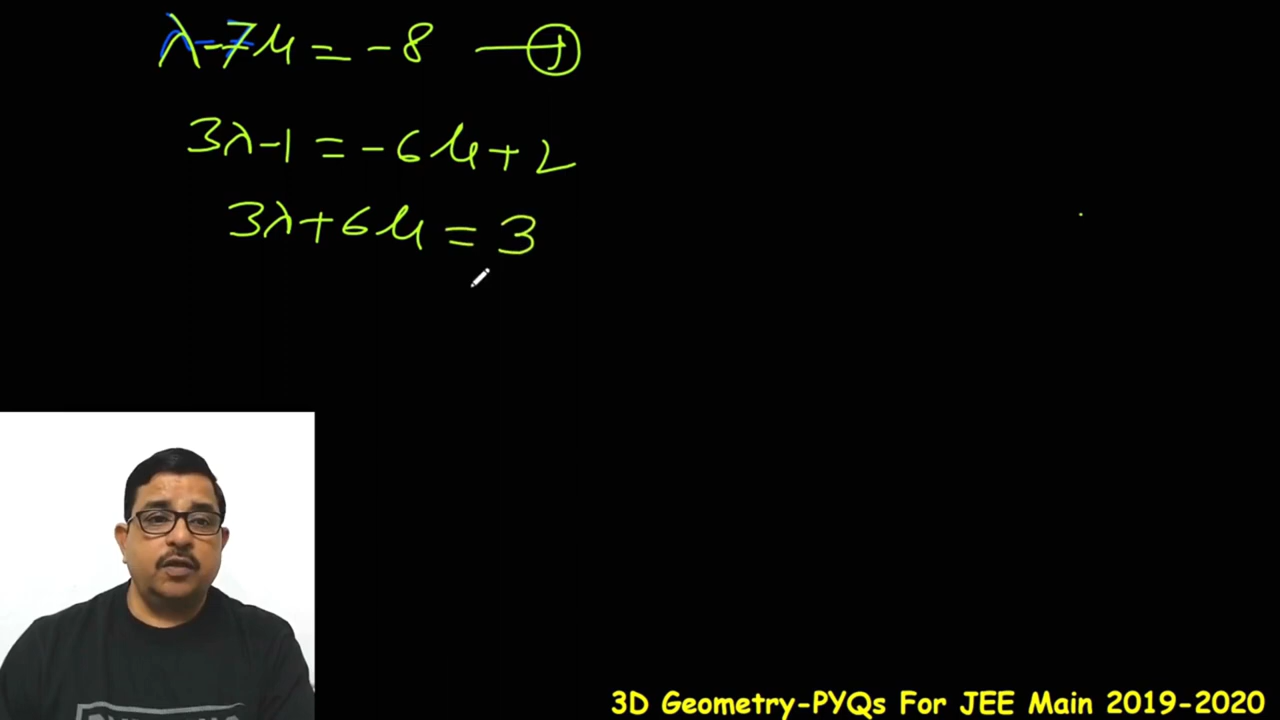 λ-7μ = -8 — ①
3λ-1 = -6μ+2
3λ+6μ = 3
3D Geometry-PYQs For JEE Main 2019-2020